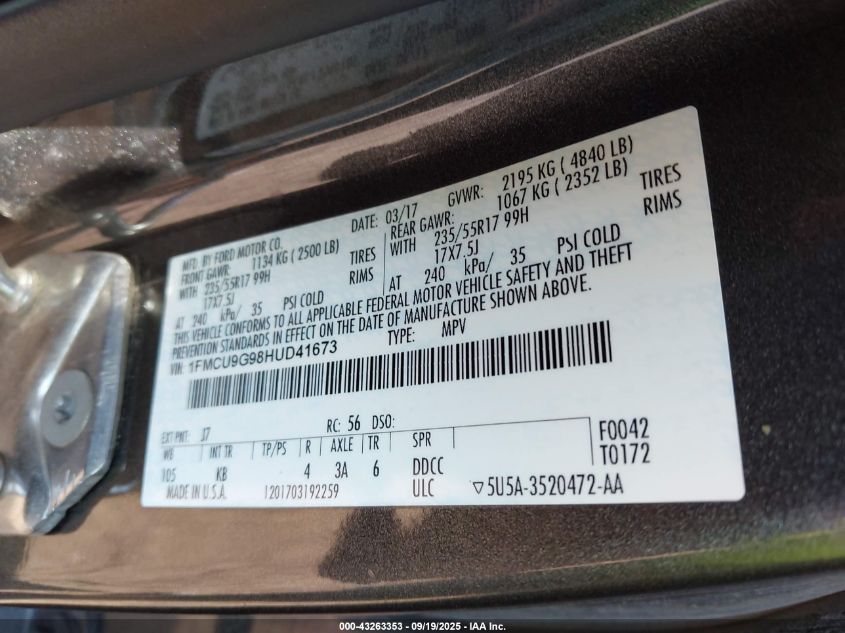 MFD. BY FORD MOTOR CO.
DATE: 03/17 GVWR: 2195 KG ( 4840 LB)
FRONT GAWR: 1134 KG ( 2500 LB) REAR GAWR: 1067 KG ( 2352 LB)
WITH 235/55R17 99H TIRES WITH 235/55R17 99H TIRES
17X7.5J RIMS 17X7.5J RIMS
AT 240 kPa/ 35 PSI COLD AT 240 kPa/ 35 PSI COLD
THIS VEHICLE CONFORMS TO ALL APPLICABLE FEDERAL MOTOR VEHICLE SAFETY AND THEFT
PREVENTION STANDARDS IN EFFECT ON THE DATE OF MANUFACTURE SHOWN ABOVE.
VIN: 1FMCU9G98HUD41673 TYPE: MPV
EXT PNT: J7 RC: 56 DSO:
WB INT TR TP/PS R AXLE TR SPR F0042
105 KB 4 3A 6 DDCC T0172
MADE IN U.S.A. 1201703192259 ULC ▽5U5A-3520472-AA
000-43263353 - 09/19/2025 - IAA Inc.